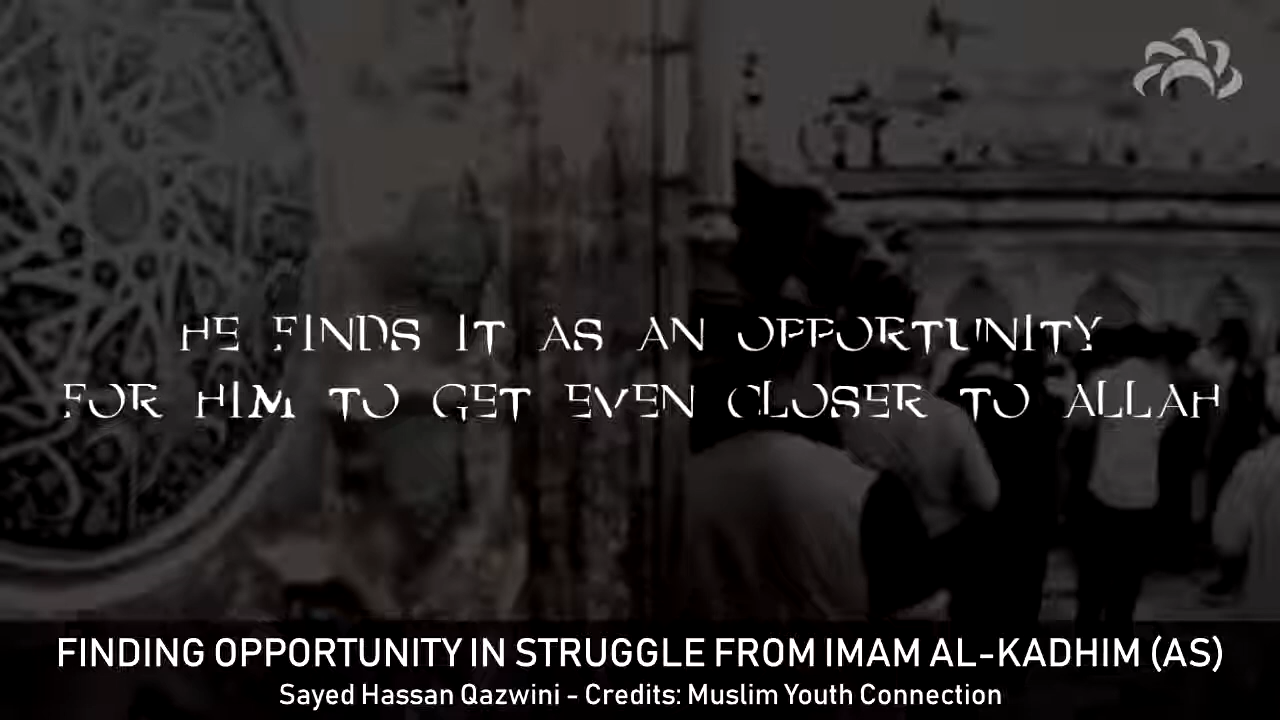 HE FINDS IT AS AN OPPORTUNITY
FOR HIM TO GET EVEN CLOSER TO ALLAH
FINDING OPPORTUNITY IN STRUGGLE FROM IMAM AL-KADHIM (AS)
Sayed Hassan Qazwini - Credits: Muslim Youth Connection